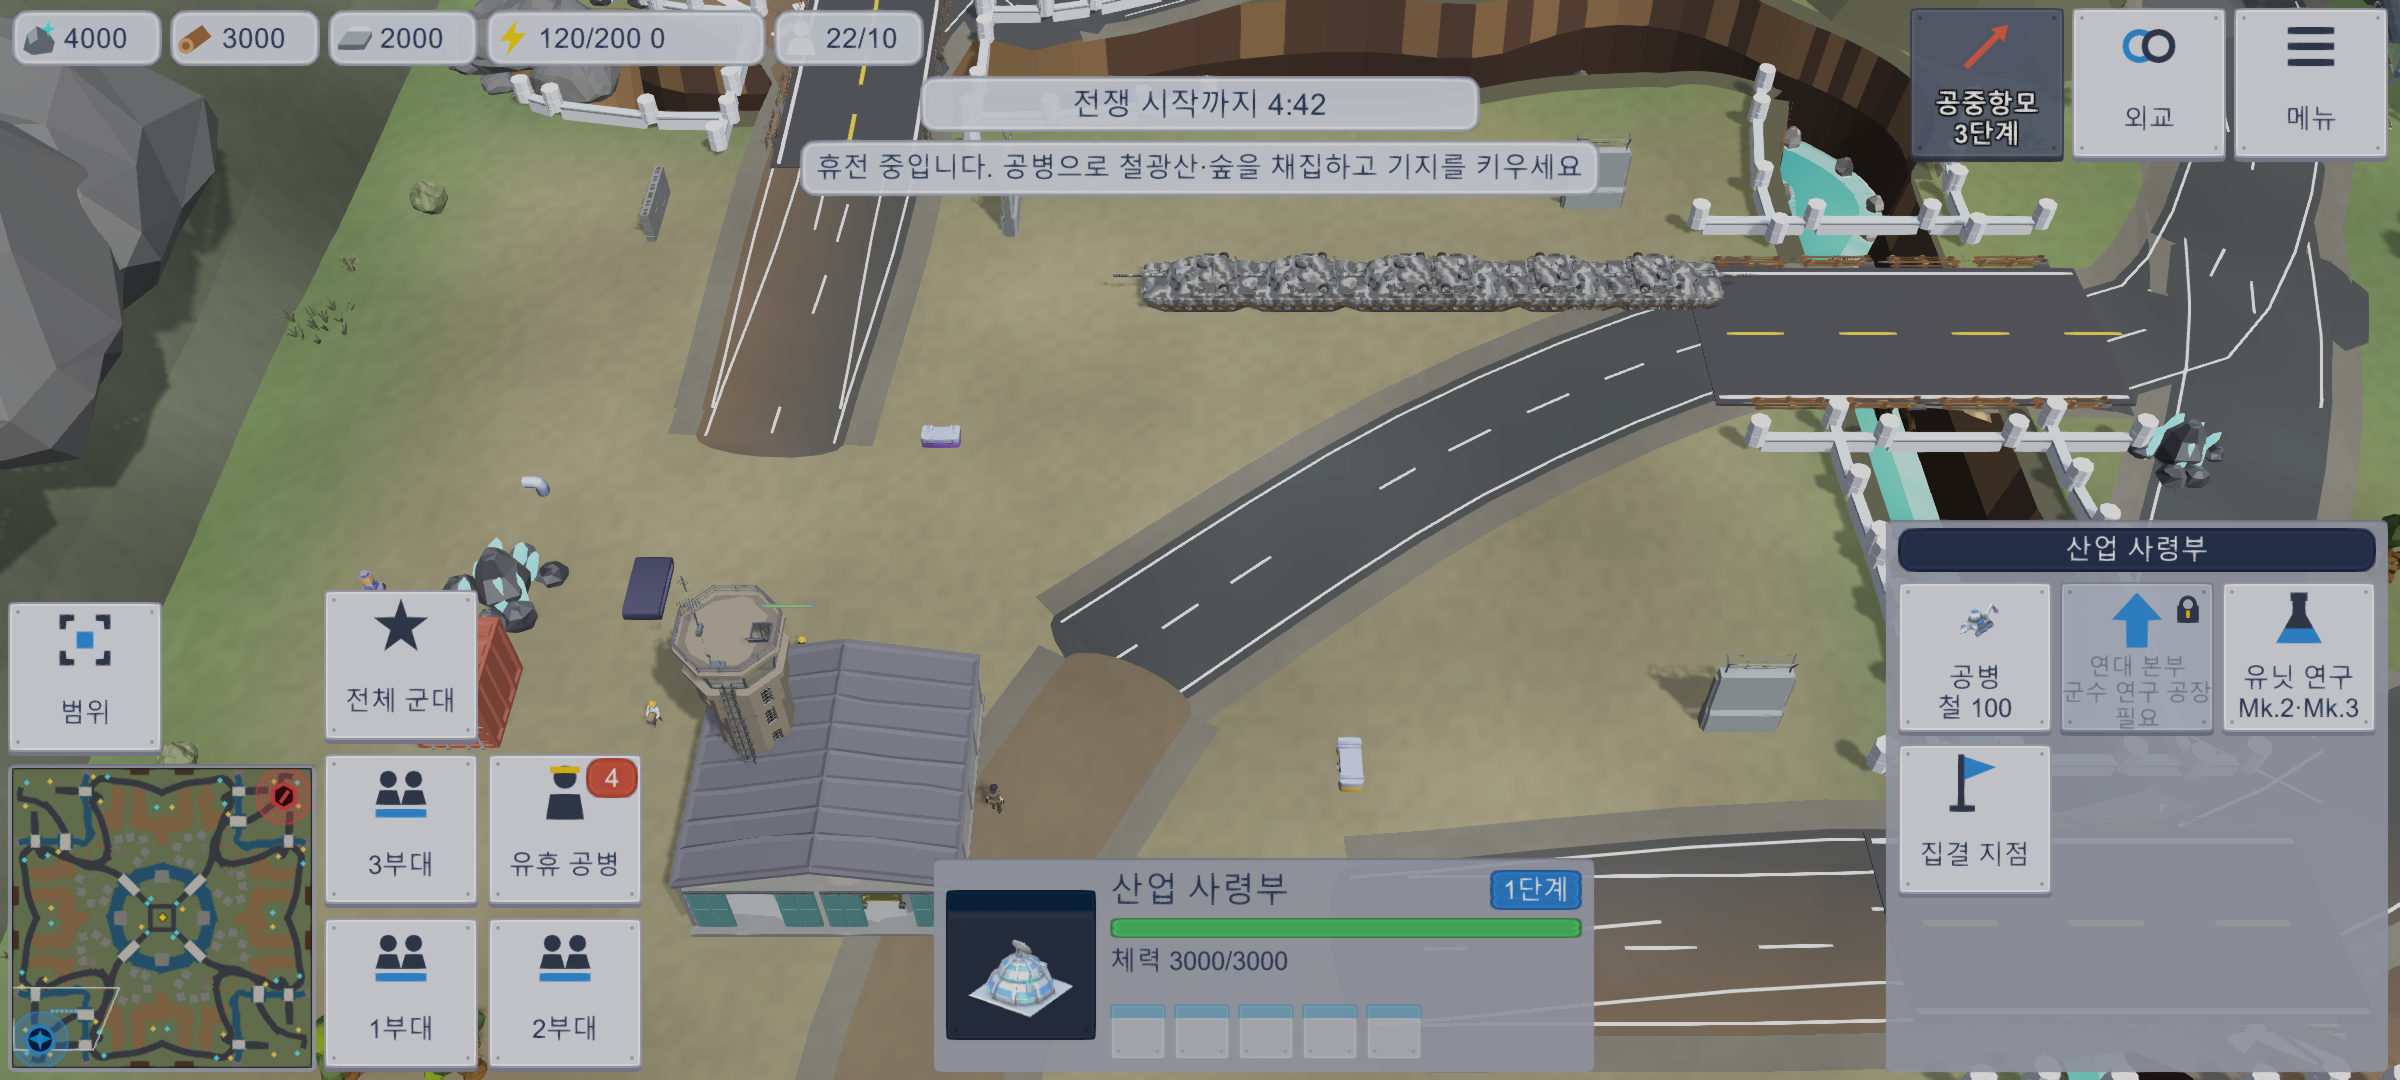 4000
3000
2000
120/200 0
22/10
전쟁 시작까지 4:42
휴전 중입니다. 공병으로 철광산·숲을 채집하고 기지를 키우세요
공중항모
3단계
외교
메뉴
범위
전체 군대
3부대
4
유휴 공병
1부대
2부대
산업 사령부
1단계
체력 3000/3000
산업 사령부
공병
철 100
연대 본부
군수 연구 공장
필요
유닛 연구
Mk.2·Mk.3
집결 지점